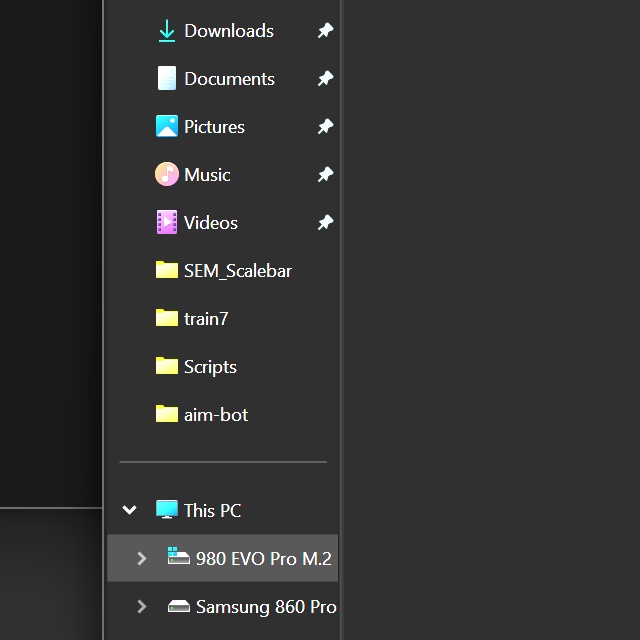 Downloads
Documents
Pictures
Music
Videos
SEM_Scalebar
train7
Scripts
aim-bot
This PC
980 EVO Pro M.2
Samsung 860 Pro